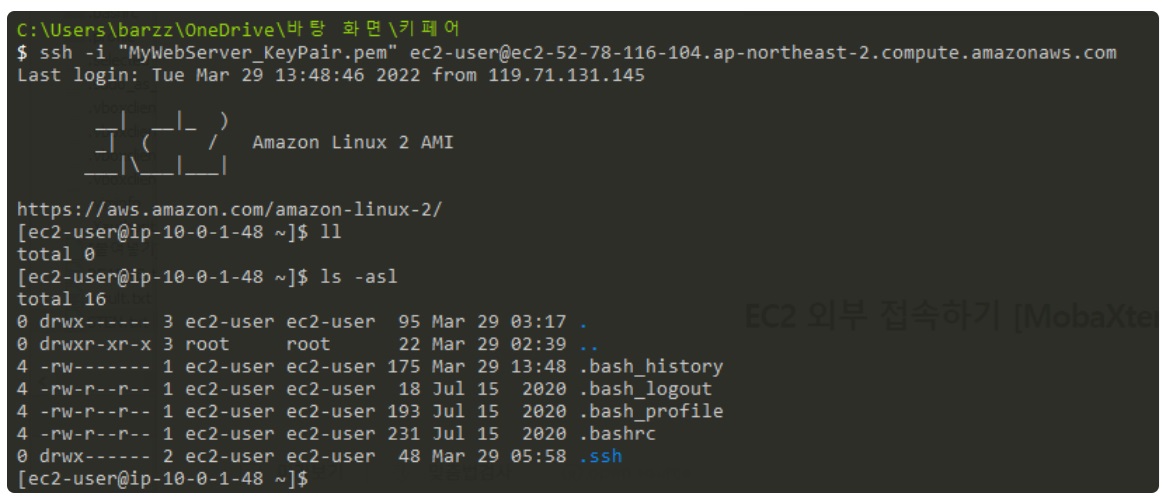 C:\Users\barzz\OneDrive\바탕 화면\키페어
$ ssh -i "MyWebServer_KeyPair.pem" ec2-user@ec2-52-78-116-104.ap-northeast-2.compute.amazonaws.com
Last login: Tue Mar 29 13:48:46 2022 from 119.71.131.145
       __|  __|_  )
       _|  (     /   Amazon Linux 2 AMI
      ___|\___|___|
https://aws.amazon.com/amazon-linux-2/
[ec2-user@ip-10-0-1-48 ~]$ ll
total 0
[ec2-user@ip-10-0-1-48 ~]$ ls -asl
total 16
0 drwx------ 3 ec2-user ec2-user  95 Mar 29 03:17 .
0 drwxr-xr-x 3 root     root      22 Mar 29 02:39 ..
4 -rw------- 1 ec2-user ec2-user 175 Mar 29 13:48 .bash_history
4 -rw-r--r-- 1 ec2-user ec2-user  18 Jul 15  2020 .bash_logout
4 -rw-r--r-- 1 ec2-user ec2-user 193 Jul 15  2020 .bash_profile
4 -rw-r--r-- 1 ec2-user ec2-user 231 Jul 15  2020 .bashrc
0 drwx------ 2 ec2-user ec2-user  48 Mar 29 05:58 .ssh
[ec2-user@ip-10-0-1-48 ~]$
EC2 외부 접속하기 [MobaXter